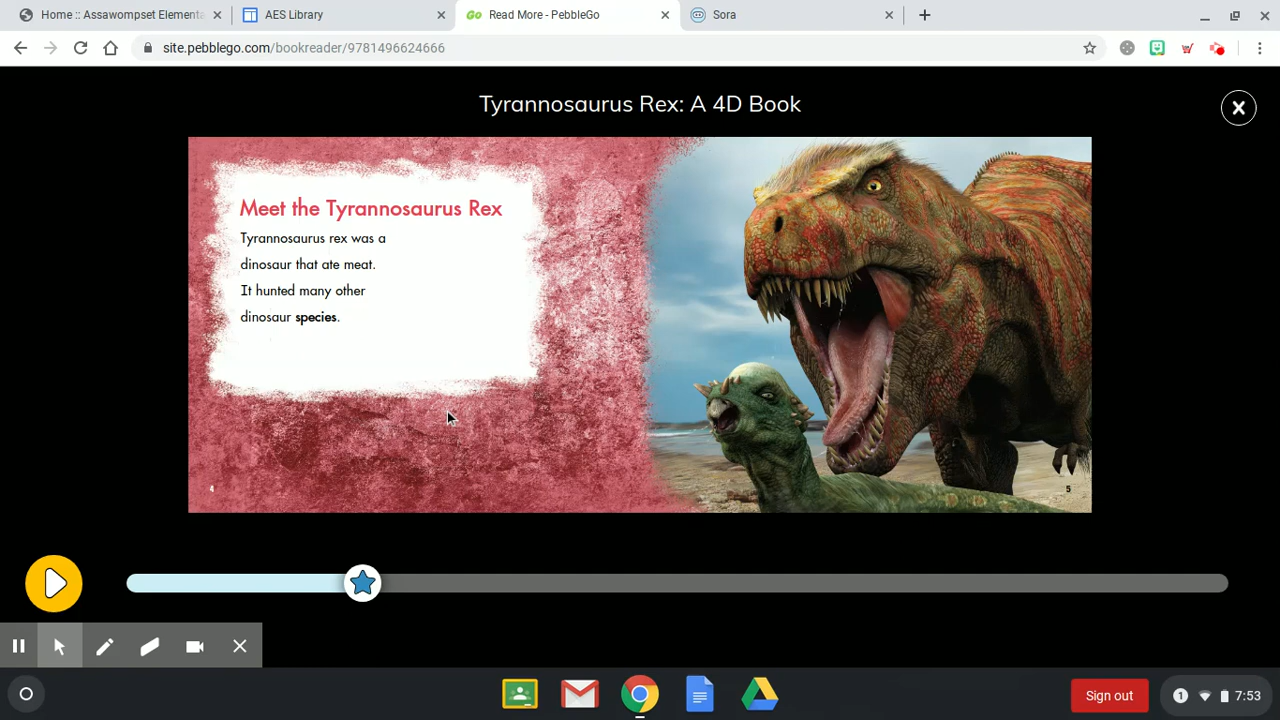 Home :: Assawompset Elementa
AES Library
Read More - PebbleGo
Sora
site.pebblego.com/bookreader/9781496624666
Tyrannosaurus Rex: A 4D Book
Meet the Tyrannosaurus Rex
Tyrannosaurus rex was a
dinosaur that ate meat.
It hunted many other
dinosaur species.
4
5
Sign out
1
7:53